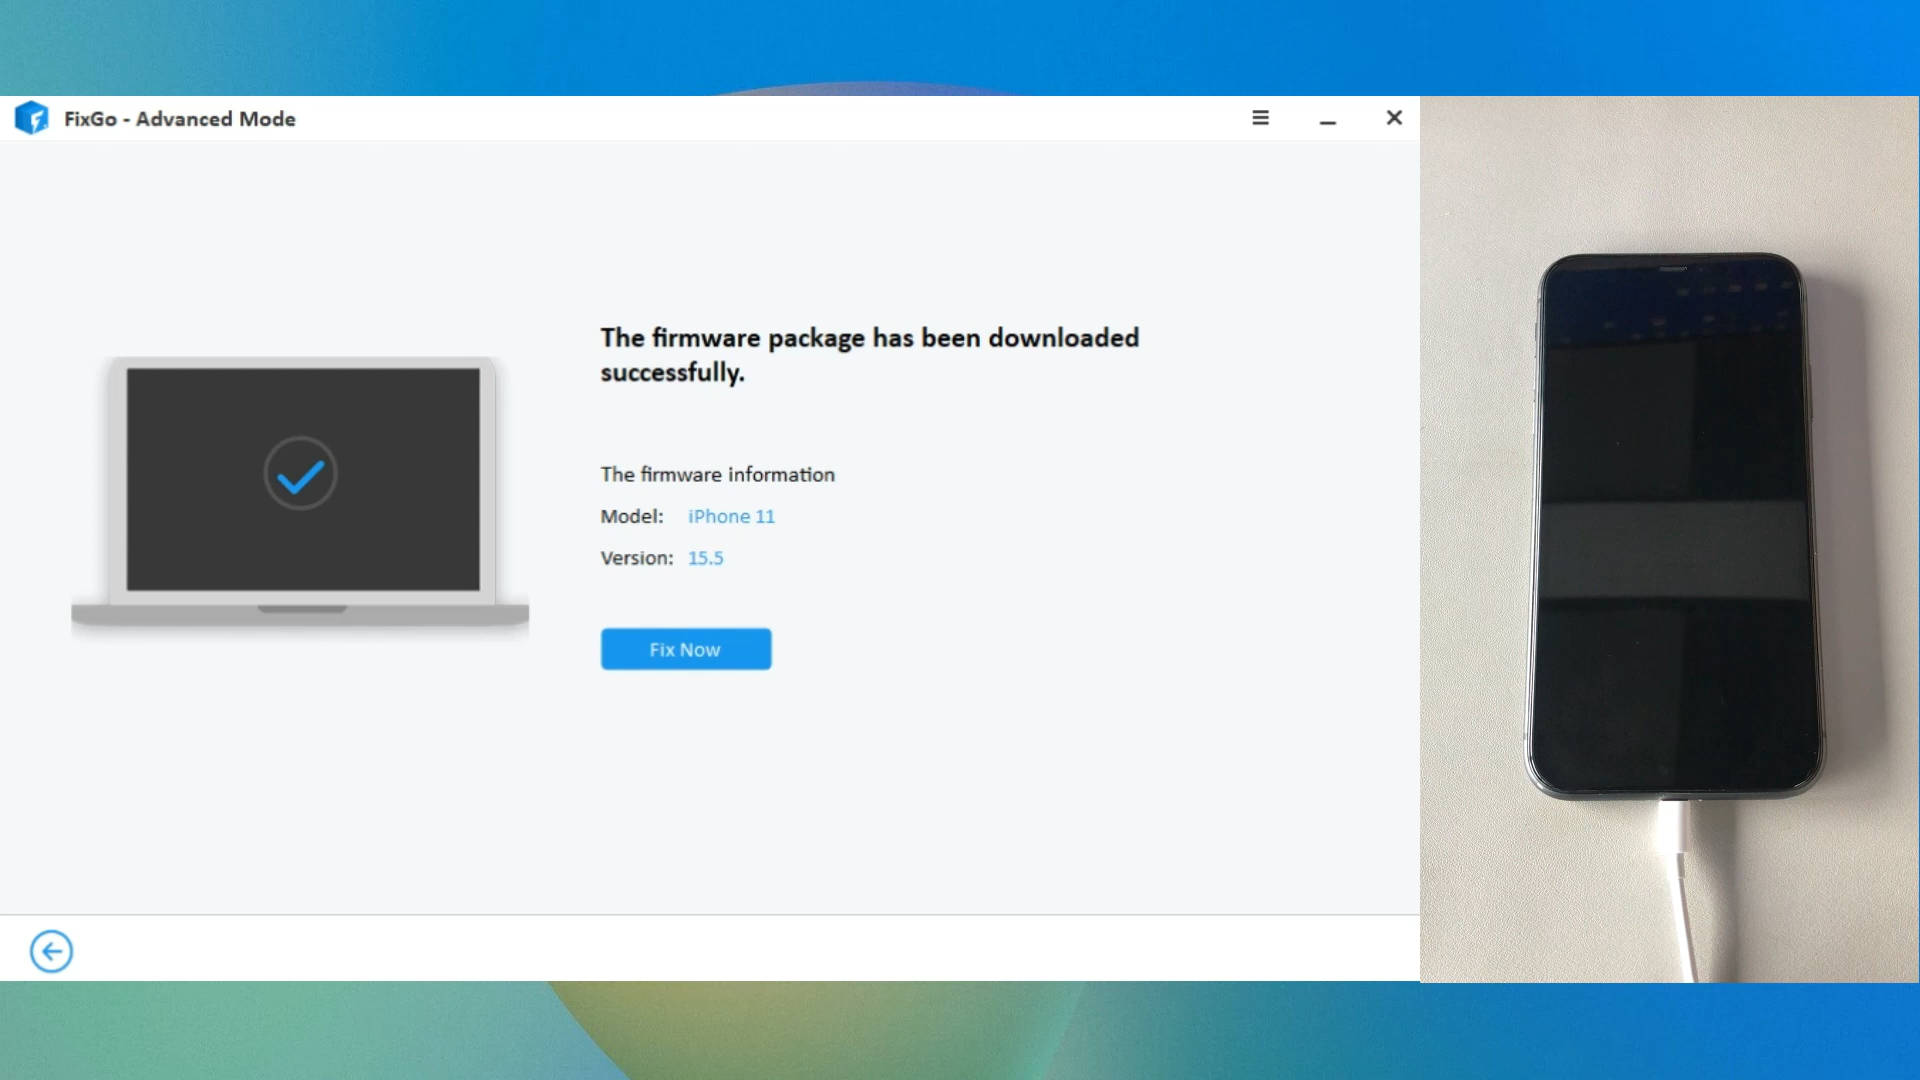 FixGo - Advanced Mode
The firmware package has been downloaded
successfully.
The firmware information
Model: iPhone 11
Version: 15.5
Fix Now